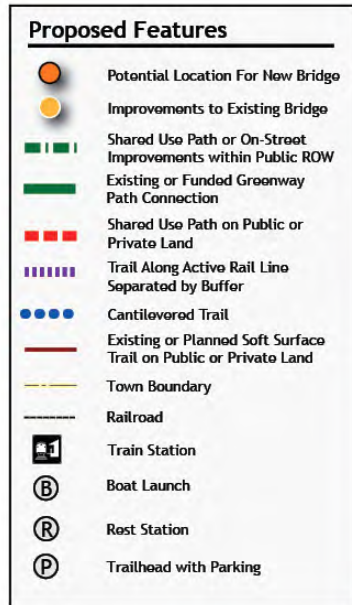 Proposed Features
Potential Location For New Bridge
Improvements to Existing Bridge
Shared Use Path or On-Street
Improvements within Public ROW
Existing or Funded Greenway
Path Connection
Shared Use Path on Public or
Private Land
Trail Along Active Rail Line
Separated by Buffer
Cantilevered Trail
Existing or Planned Soft Surface
Trail on Public or Private Land
Town Boundary
Railroad
Train Station
B Boat Launch
R Rest Station
P Trailhead with Parking